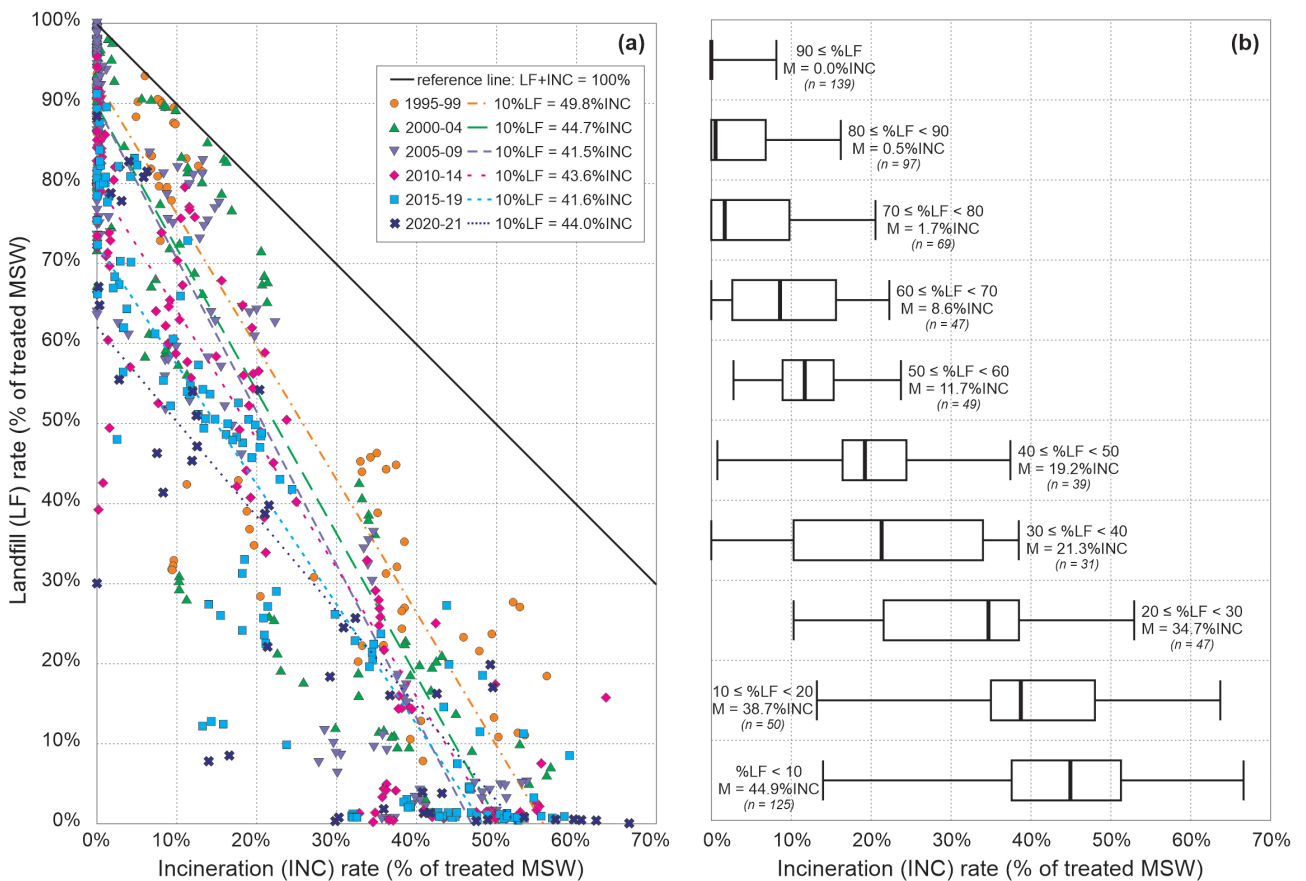 Landfill (LF) rate (% of treated MSW)
100%
90%
80%
70%
60%
50%
40%
30%
20%
10%
0%
(a)
reference line: LF+INC = 100%
1995-99 10%LF = 49.8%INC
2000-04 10%LF = 44.7%INC
2005-09 10%LF = 41.5%INC
2010-14 10%LF = 43.6%INC
2015-19 10%LF = 41.6%INC
2020-21 10%LF = 44.0%INC
0% 10% 20% 30% 40% 50% 60% 70%
Incineration (INC) rate (% of treated MSW)
(b)
90 ≤ %LF
M = 0.0%INC
(n = 139)
80 ≤ %LF < 90
M = 0.5%INC
(n = 97)
70 ≤ %LF < 80
M = 1.7%INC
(n = 69)
60 ≤ %LF < 70
M = 8.6%INC
(n = 47)
50 ≤ %LF < 60
M = 11.7%INC
(n = 49)
40 ≤ %LF < 50
M = 19.2%INC
(n = 39)
30 ≤ %LF < 40
M = 21.3%INC
(n = 31)
20 ≤ %LF < 30
M = 34.7%INC
(n = 47)
10 ≤ %LF < 20
M = 38.7%INC
(n = 50)
%LF < 10
M = 44.9%INC
(n = 125)
0% 10% 20% 30% 40% 50% 60% 70%
Incineration (INC) rate (% of treated MSW)